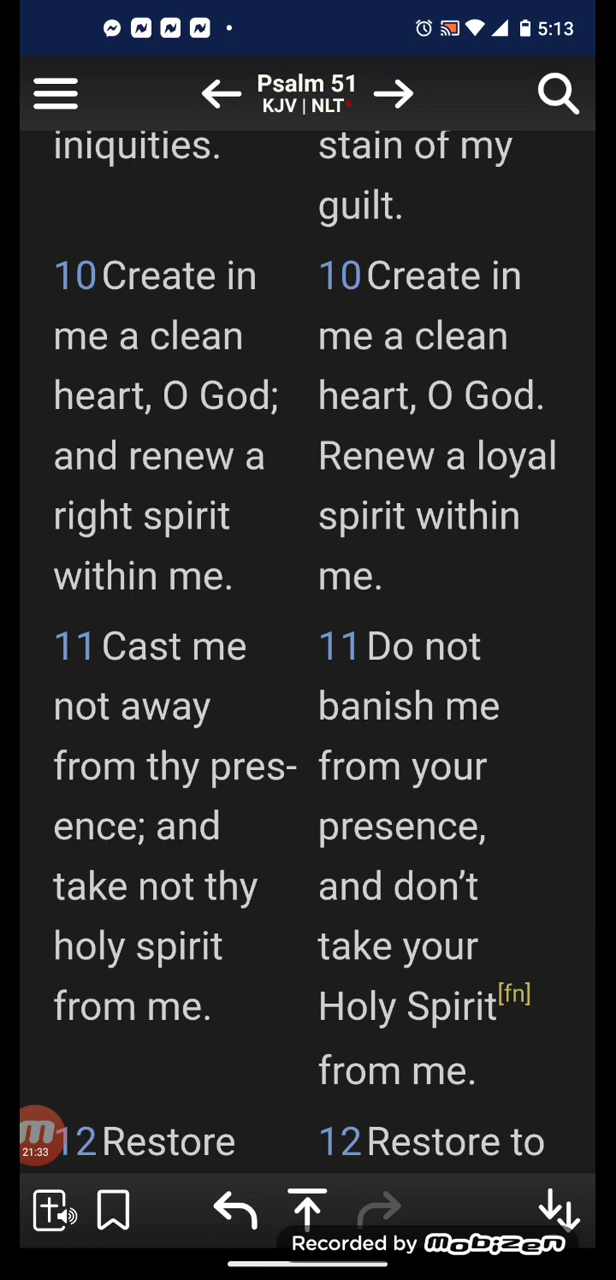 5:13
Psalm 51
KJV | NLT
iniquities.
10 Create in
me a clean
heart, O God;
and renew a
right spirit
within me.
11 Cast me
not away
from thy pres-
ence; and
take not thy
holy spirit
from me.
12 Restore
stain of my
guilt.
10 Create in
me a clean
heart, O God.
Renew a loyal
spirit within
me.
11 Do not
banish me
from your
presence,
and don’t
take your
Holy Spirit[fn]
from me.
12 Restore to
21:33
Recorded by mobizen